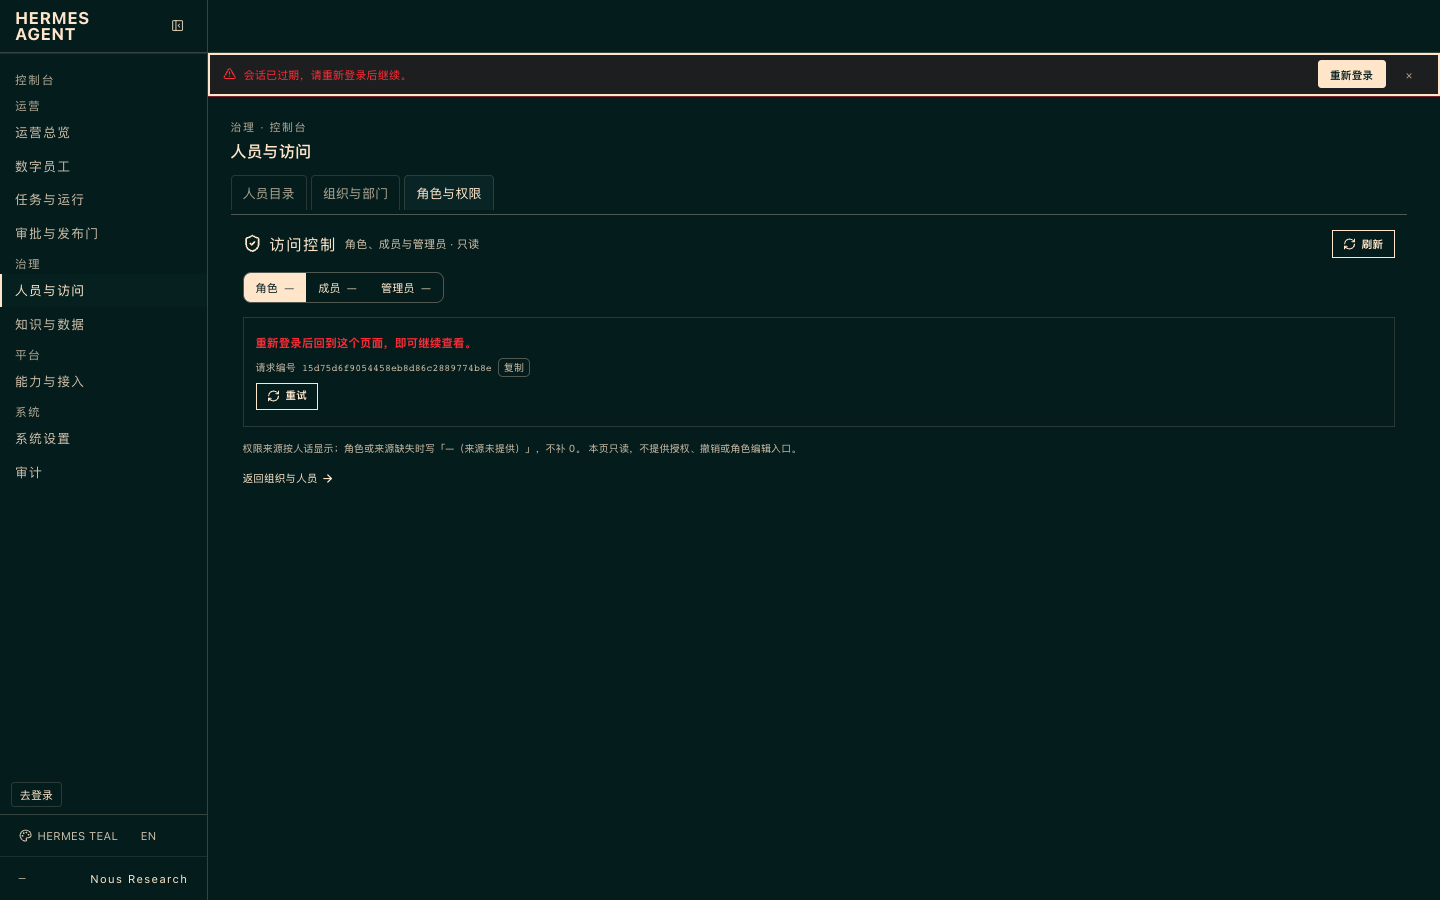 HERMES
AGENT
控制台
运营
运营总览
数字员工
任务与运行
审批与发布门
治理
人员与访问
知识与数据
平台
能力与接入
系统
系统设置
审计
去登录
HERMES TEAL EN
— Nous Research
会话已过期，请重新登录后继续。 重新登录 ×
治理 · 控制台
人员与访问
人员目录 组织与部门 角色与权限
访问控制 角色、成员与管理员 · 只读 刷新
角色 — 成员 — 管理员 —
重新登录后回到这个页面，即可继续查看。
请求编号 15d75d6f9054458eb8d86c2889774b8e 复制
重试
权限来源按人话显示；角色或来源缺失时写「—（来源未提供）」，不补 0。 本页只读，不提供授权、撤销或角色编辑入口。
返回组织与人员 →